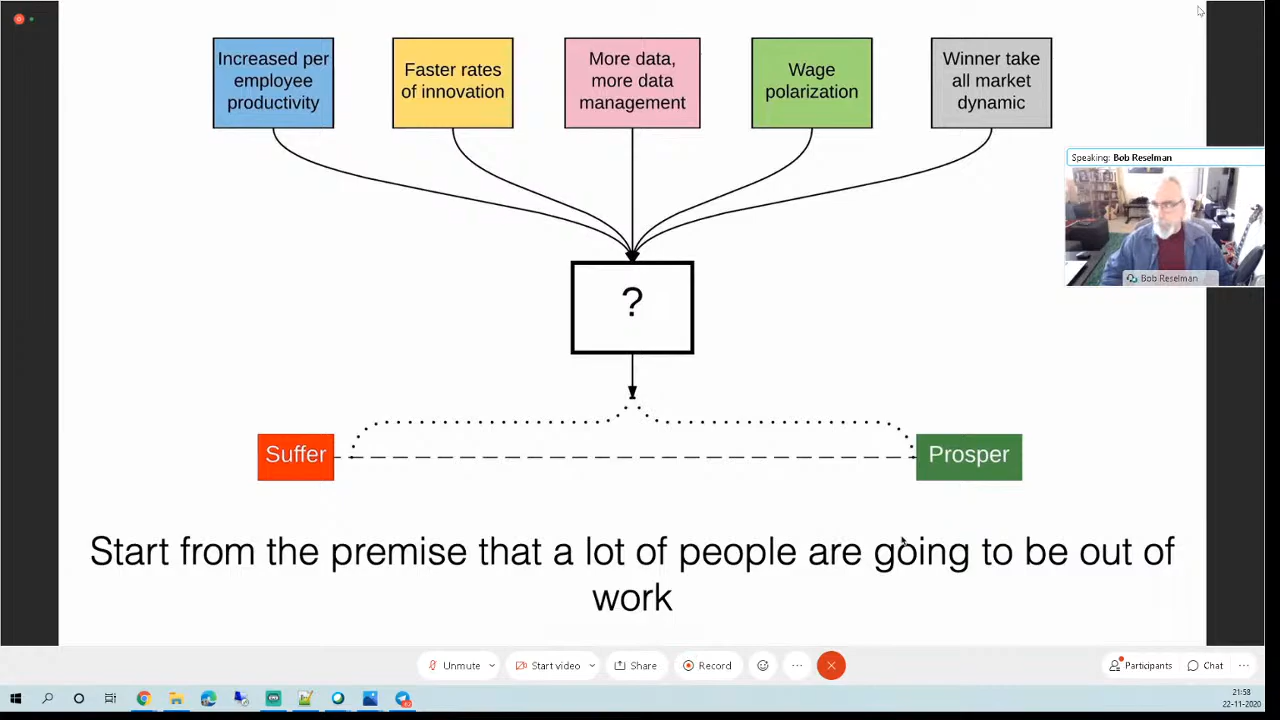 Increased per
employee
productivity
Faster rates
of innovation
More data,
more data
management
Wage
polarization
Winner take
all market
dynamic
Speaking: Bob Reselman
Bob Reselman
?
Suffer
Prosper
Start from the premise that a lot of people are going to be out of
work
Unmute
Start video
Share
Record
Participants
Chat
21:58
22-11-2020